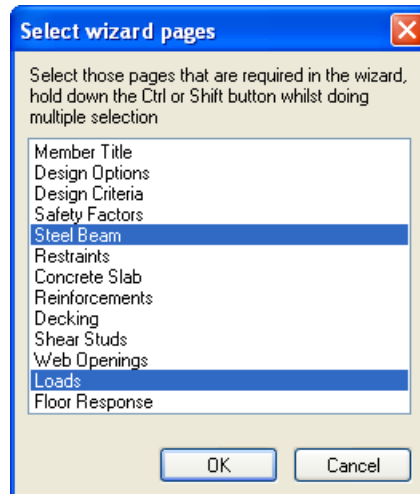 Select wizard pages
Select those pages that are required in the wizard,
hold down the Ctrl or Shift button whilst doing
multiple selection
Member Title
Design Options
Design Criteria
Safety Factors
Steel Beam
Restraints
Concrete Slab
Reinforcements
Decking
Shear Studs
Web Openings
Loads
Floor Response
OK Cancel